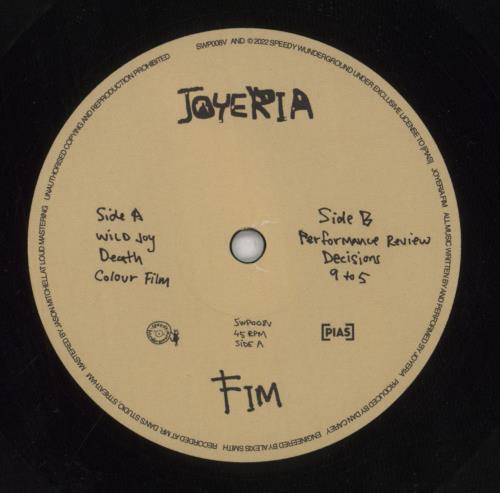 JOYERIA
Side A
Wild Joy
Death
Colour Film
Side B
Performance Review
Decisions
9 to 5
SWP008V
45 RPM
SIDE A
[PIAS]
FIM
SWP008V AND © 2022 SPEEDY WUNDERGROUND UNDER EXCLUSIVE LICENSE TO [PIAS] JOYERIA FIM ALL MUSIC WRITTEN BY AND PERFORMED BY JOYERIA PRODUCED BY DAN CAREY ENGINEERED BY ALEXIS SMITH RECORDED AT MR. DAN'S STUDIO, STREATHAM MASTERED BY JASON MITCHELL AT LOUD MASTERING UNAUTHORISED COPYING AND REPRODUCTION PROHIBITED